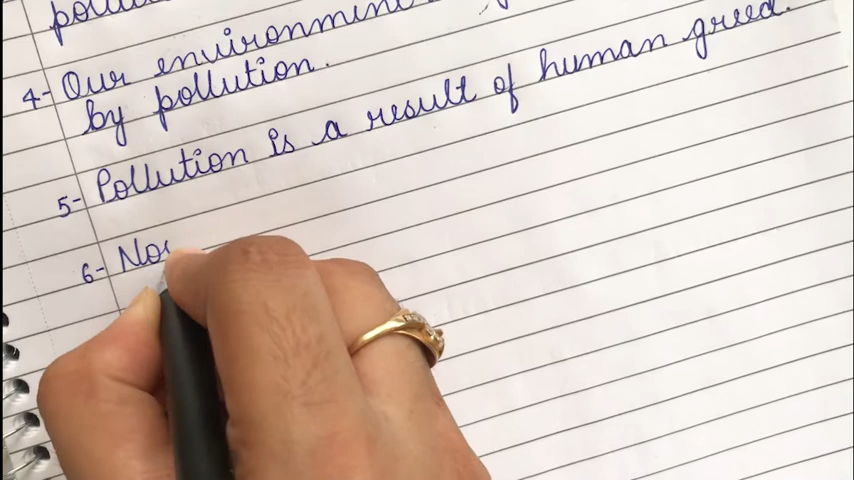 4- Our environment
by pollution.
5- Pollution is a result of human greed.
6- No